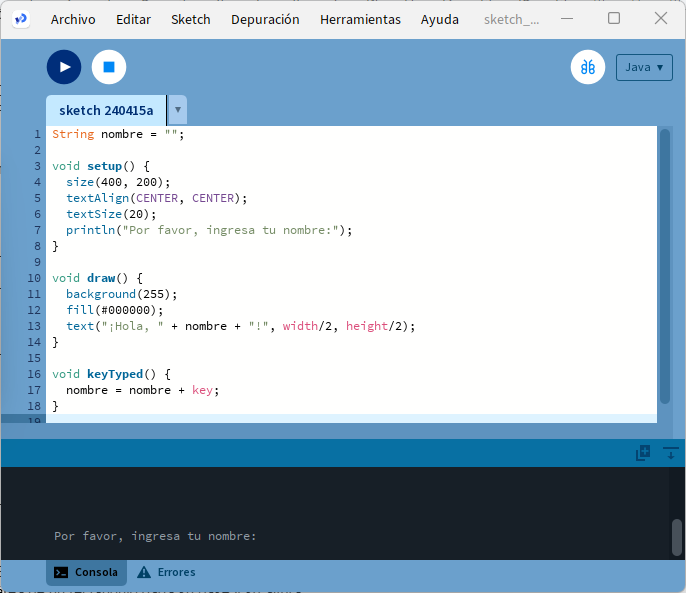 Archivo Editar Sketch Depuración Herramientas Ayuda sketch_...
Java ▾
sketch 240415a ▾
1 String nombre = "";
2
3 void setup() {
4   size(400, 200);
5   textAlign(CENTER, CENTER);
6   textSize(20);
7   println("Por favor, ingresa tu nombre:");
8 }
9
10 void draw() {
11   background(255);
12   fill(#000000);
13   text("¡Hola, " + nombre + "!", width/2, height/2);
14 }
15
16 void keyTyped() {
17   nombre = nombre + key;
18 }
19
Por favor, ingresa tu nombre:
Consola Errores